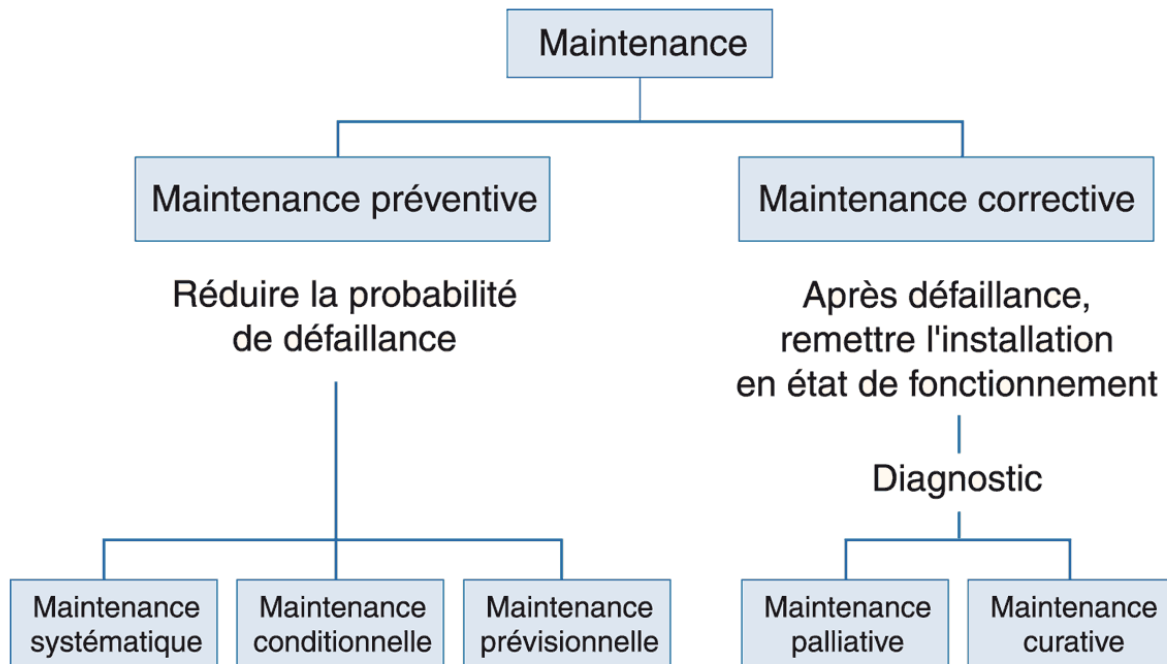 Maintenance
Maintenance préventive
Maintenance corrective
Réduire la probabilité
de défaillance
Après défaillance,
remettre l'installation
en état de fonctionnement
Diagnostic
Maintenance
systématique
Maintenance
conditionnelle
Maintenance
prévisionnelle
Maintenance
palliative
Maintenance
curative